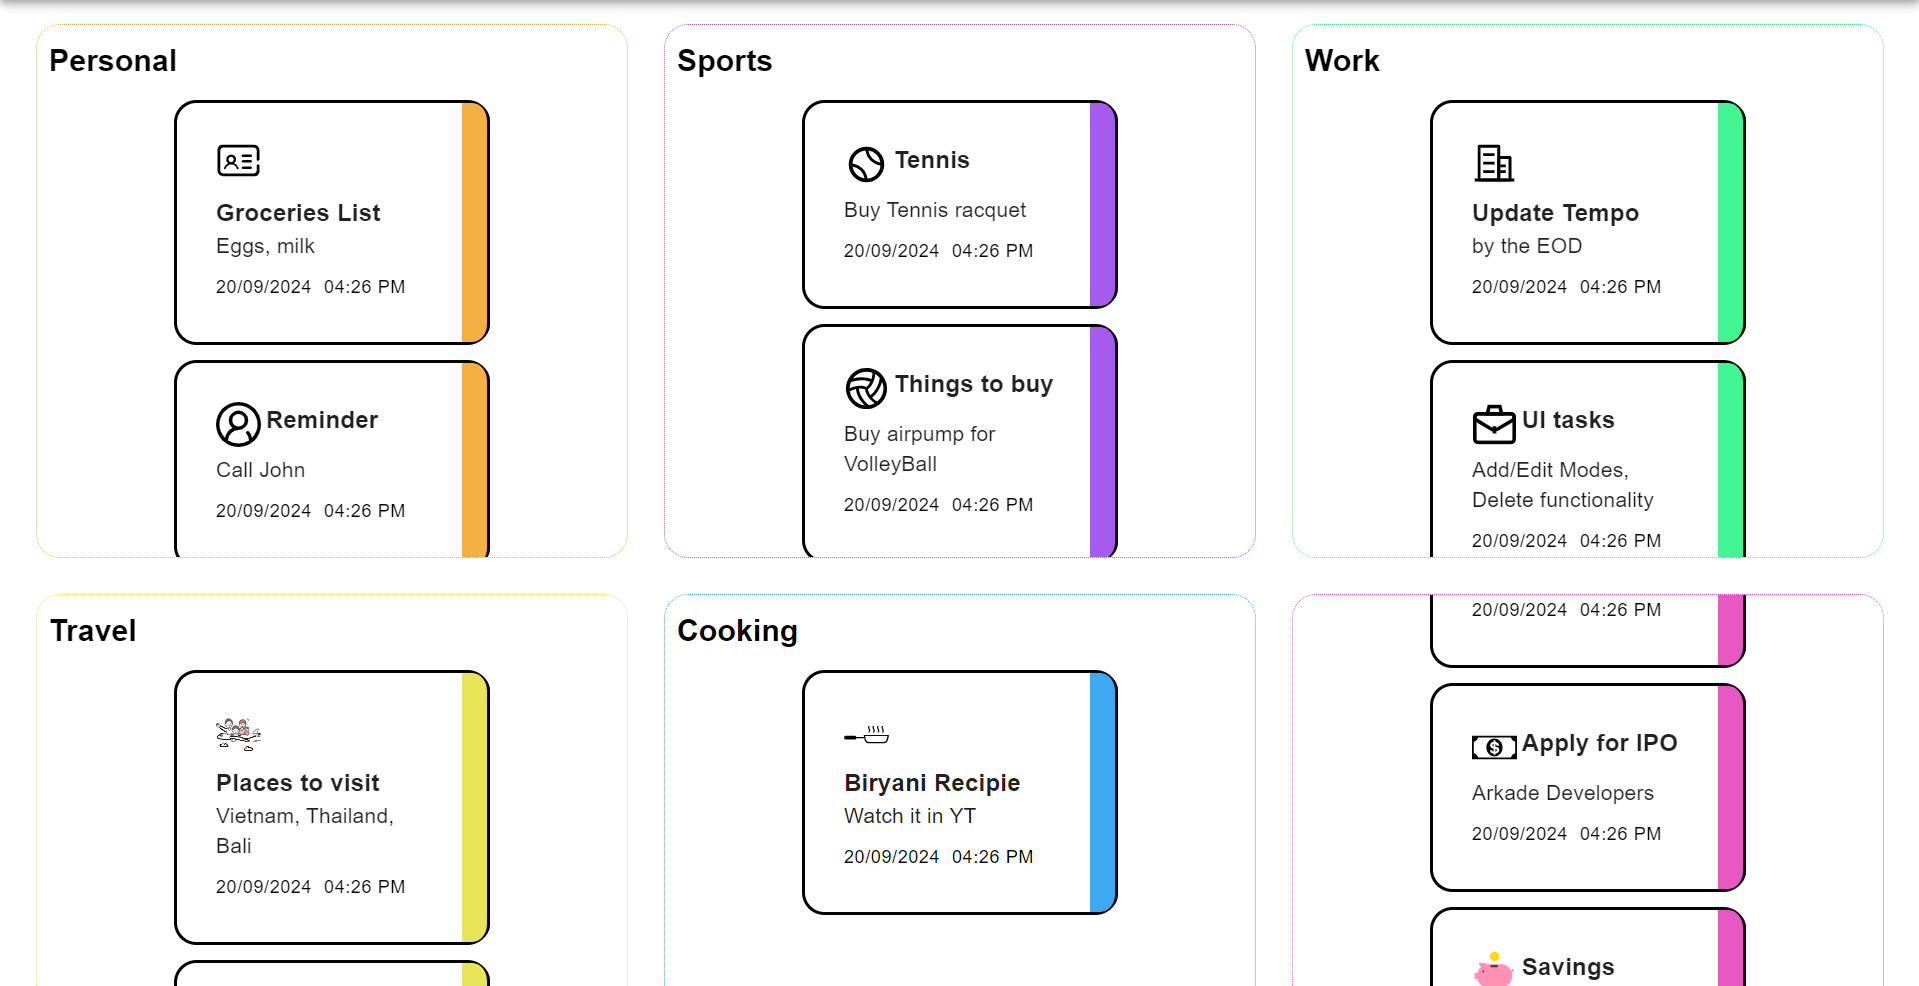 Personal
Groceries List
Eggs, milk
20/09/2024 04:26 PM
Reminder
Call John
20/09/2024 04:26 PM
Sports
Tennis
Buy Tennis racquet
20/09/2024 04:26 PM
Things to buy
Buy airpump for
VolleyBall
20/09/2024 04:26 PM
Work
Update Tempo
by the EOD
20/09/2024 04:26 PM
UI tasks
Add/Edit Modes,
Delete functionality
20/09/2024 04:26 PM
Travel
Places to visit
Vietnam, Thailand,
Bali
20/09/2024 04:26 PM
Cooking
Biryani Recipie
Watch it in YT
20/09/2024 04:26 PM
20/09/2024 04:26 PM
Apply for IPO
Arkade Developers
20/09/2024 04:26 PM
Savings